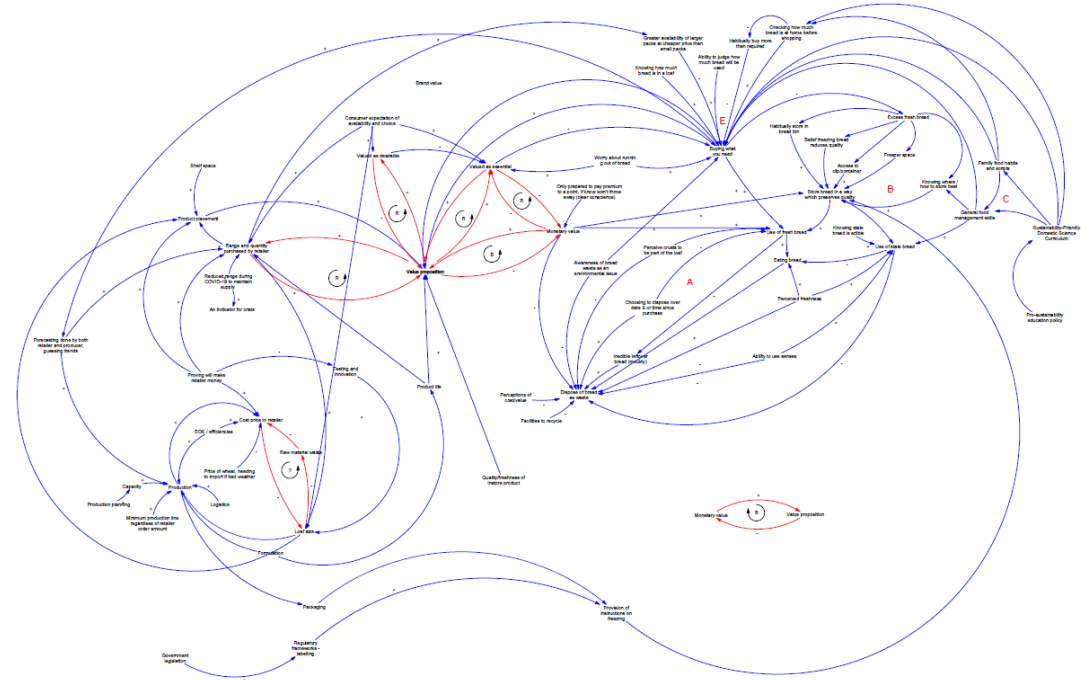 Greater availability of larger
packs at cheaper price than
small packs
Habitually buy more
than required
Checking how much
bread is at home before
shopping
Knowing how much
bread is in a loaf
Ability to judge how
much bread will be
used
Brand value
Consumer expectation of
availability and choice
Valued as desirable
Valued as essential
Worry about runnin
g out of bread
E
Buying what
you need
Habitually store in
bread bin
Excess fresh bread
Belief freezing bread
reduces quality
Freezer space
Access to
clip/container
Shelf space
Only prepared to pay premium
to a point, if know won't throw
away (clear conscience)
Store bread in a way
which preserves quality
B
Knowing where /
how to store best
Family food habits
and scripts
C
General food
management skills
Sustainability-Friendly
Domestic Science
Curriculum
Product placement
Range and quantity
purchased by retailer
Monetary value
Use of fresh bread
Knowing stale
bread is edible
Use of stale bread
Perceive crusts to
be part of the loaf
Eating bread
Awareness of bread
waste as an
environmental issue
Value proposition
R
R
R
B
R
A
Reduced range during
COVID-19 to maintain
supply
An indicator for crisis
Choosing to dispose over
date & or time since
purchase
Perceived freshness
Pro-sustainability
education policy
Forecasting done by both
retailer and producer,
guessing trends
Proving will make
retailer money
Tasting and
innovation
Product life
Inedible leftover
bread (mouldy)
Ability to use senses
Perceptions of
cost/value
Dispose of bread
as waste
Facilities to recycle
Cost price to retailer
EOS / efficiencies
Raw material waste
Price of wheat, needing
to import if bad weather
Quality/freshness of
instore product
Capacity
Production
Production planning
Logistics
Minimum production line
regardless of retailer
order amount
Loaf size
Formulation
Monetary value
B
Value proposition
Packaging
Provision of
instructions on
freezing
Regulatory
frameworks -
labelling
Government
legislation